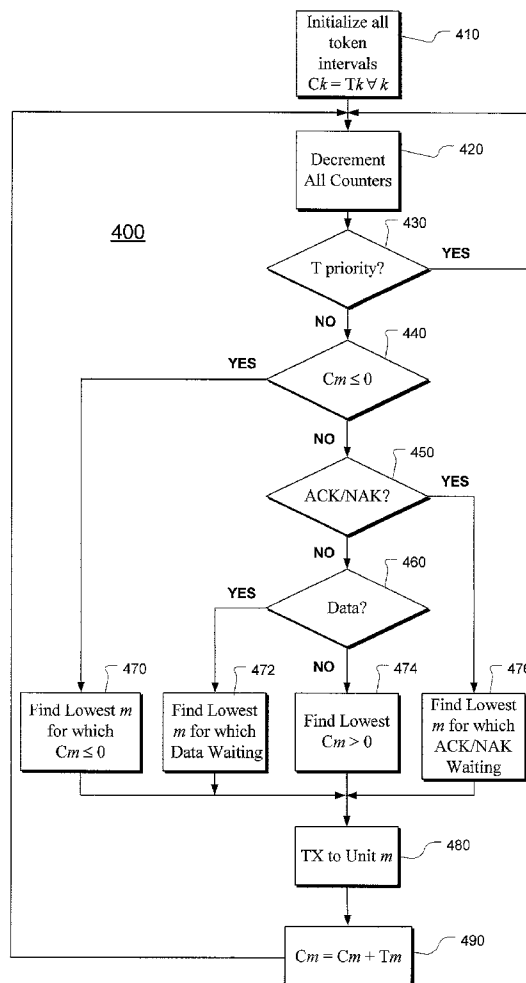 Initialize all
token
intervals
Ck = Tk ∀ k
410
Decrement
All Counters
420
400
430
T priority?
YES
NO
440
YES
Cm ≤ 0
NO
450
ACK/NAK?
YES
NO
460
YES
Data?
NO
470
Find Lowest m
for which
Cm ≤ 0
472
Find Lowest
m for which
Data Waiting
474
Find Lowest
Cm > 0
476
Find Lowest
m for which
ACK/NAK
Waiting
TX to Unit m
480
Cm = Cm + Tm
490